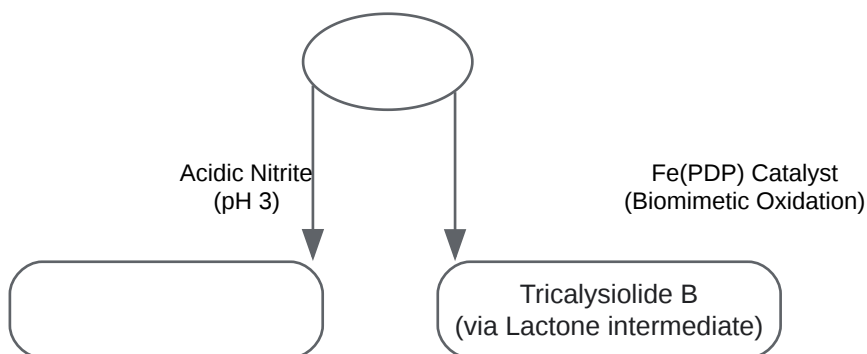 Acidic Nitrite
(pH 3)
Fe(PDP) Catalyst
(Biomimetic Oxidation)
Tricalysiolide B
(via Lactone intermediate)